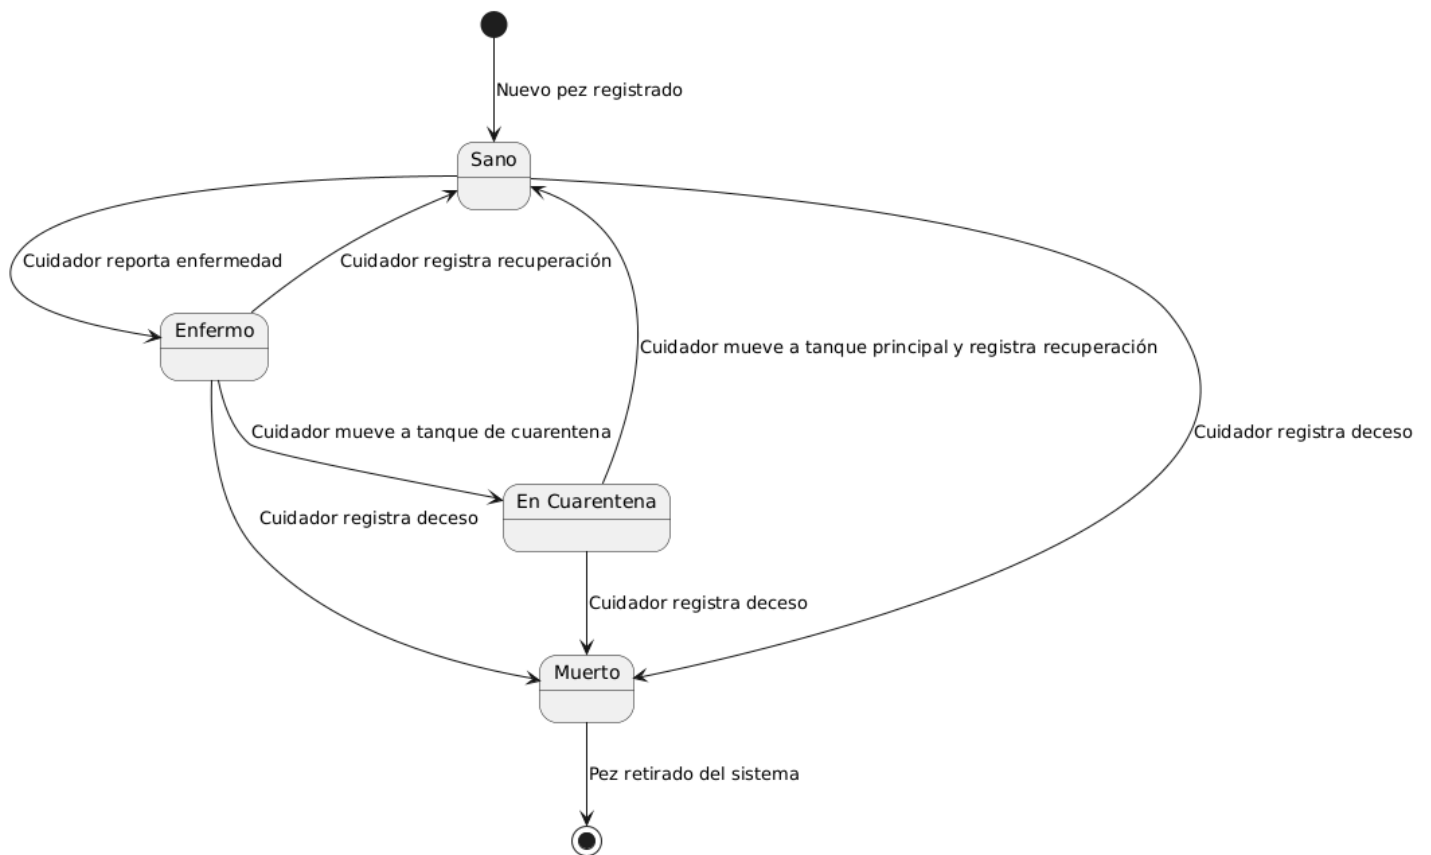 Nuevo pez registrado
Sano
Cuidador reporta enfermedad
Cuidador registra recuperación
Enfermo
Cuidador mueve a tanque principal y registra recuperación
Cuidador mueve a tanque de cuarentena
Cuidador registra deceso
En Cuarentena
Cuidador registra deceso
Cuidador registra deceso
Muerto
Pez retirado del sistema